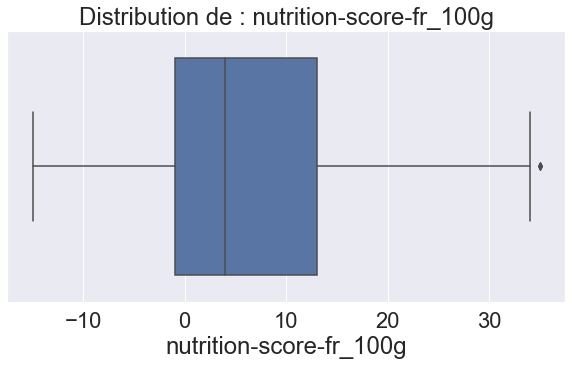 Distribution de : nutrition-score-fr_100g
−10 0 10 20 30
nutrition-score-fr_100g